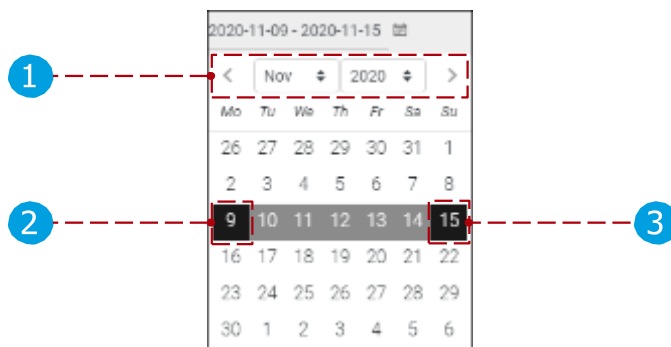 2020-11-09 - 2020-11-15
1
Nov 2020
Mo Tu We Th Fr Sa Su
26 27 28 29 30 31 1
2 3 4 5 6 7 8
2 9 10 11 12 13 14 15 3
16 17 18 19 20 21 22
23 24 25 26 27 28 29
30 1 2 3 4 5 6